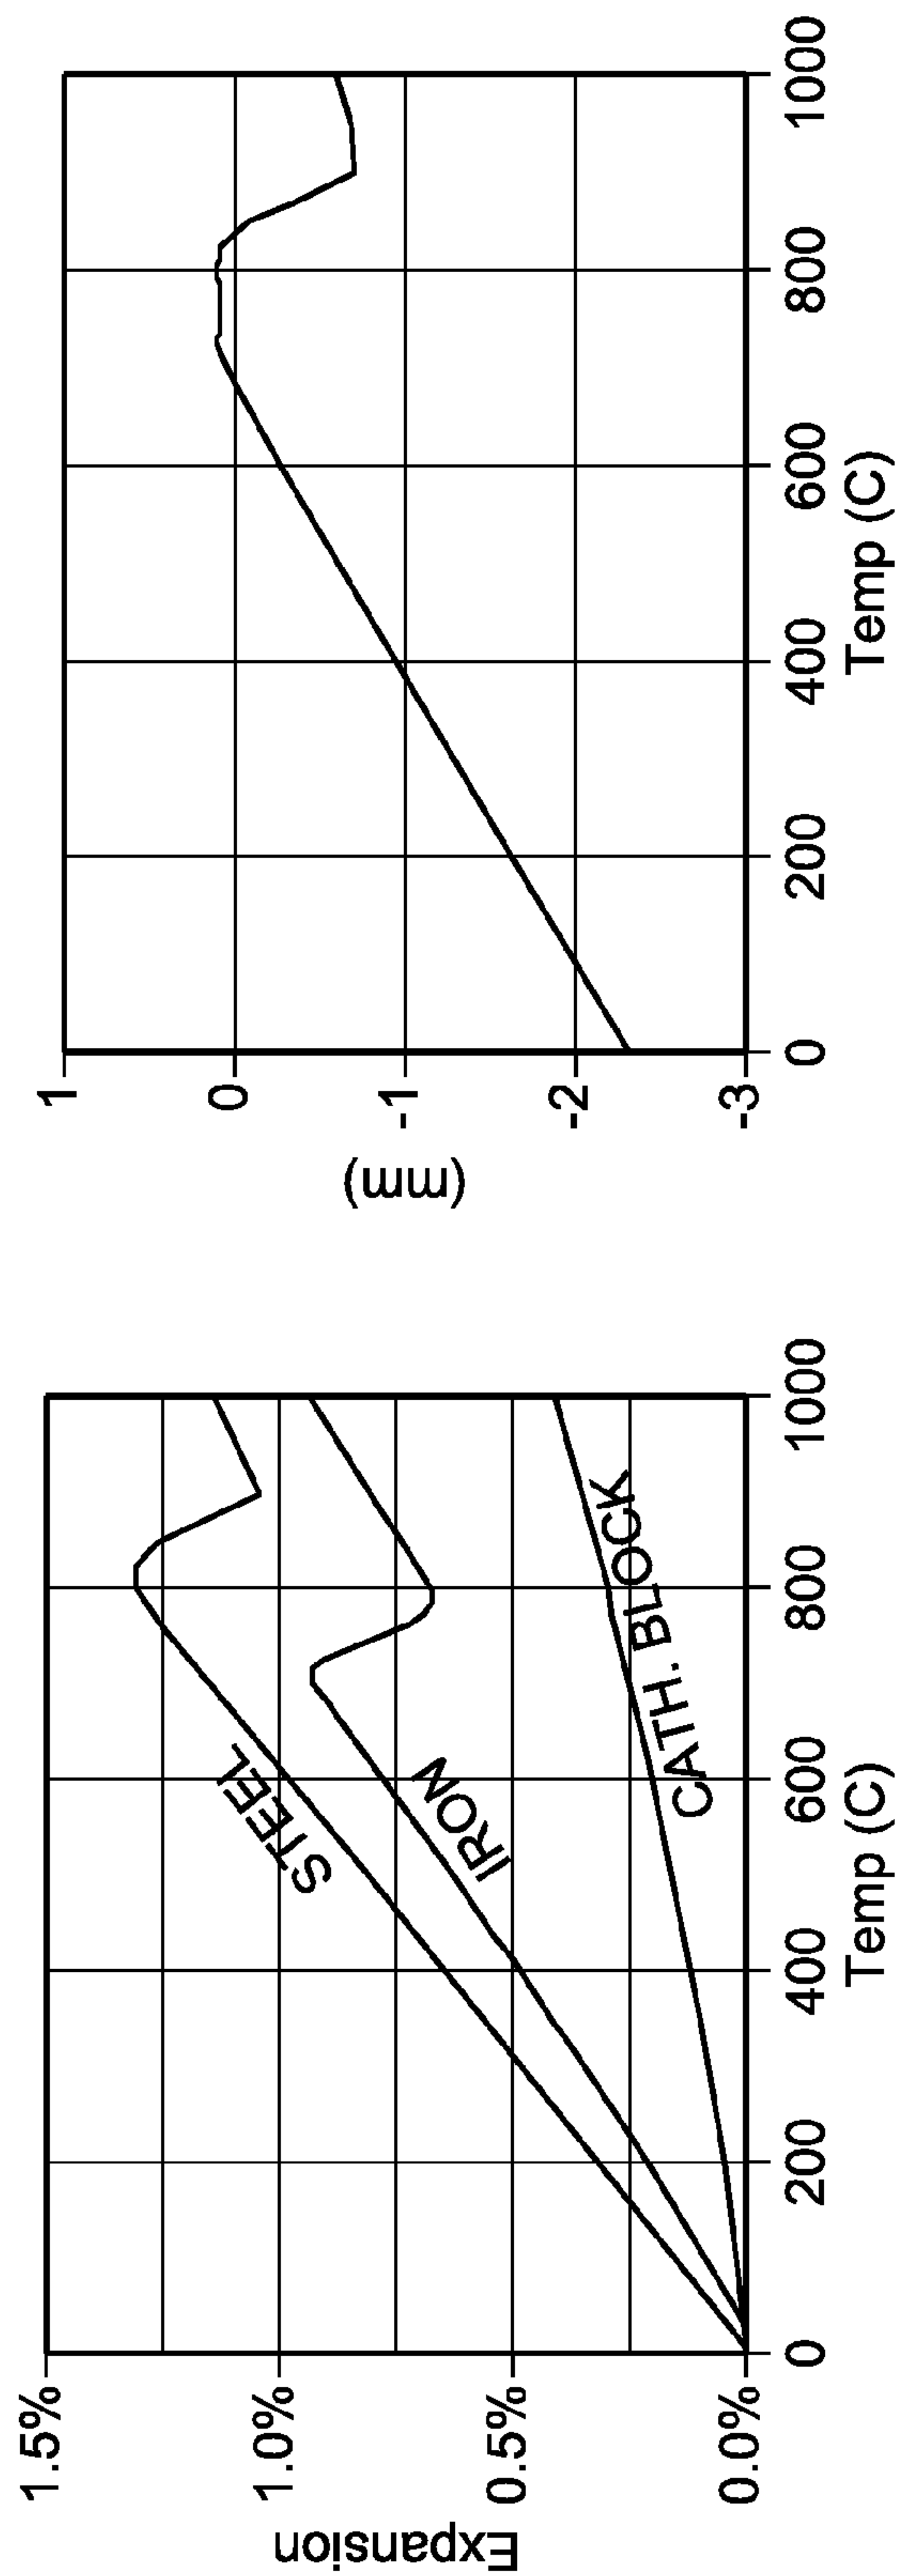 1.5%
1.0%
0.5%
0.0%
Expansion
STEEL
IRON
CATH. BLOCK
0 200 400 600 800 1000
Temp (C)
1
0
-1
-2
-3
(mm)
0 200 400 600 800 1000
Temp (C)